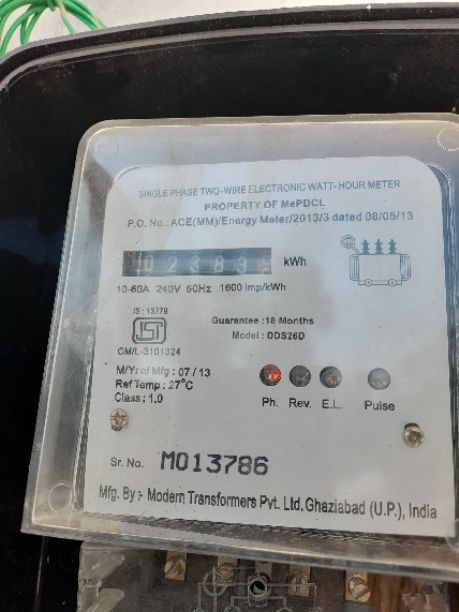 SINGLE PHASE TWO-WIRE ELECTRONIC WATT-HOUR METER
PROPERTY OF MePDCL
P.O. No.: ACE(MM)/Energy Meter/2013/3 dated 08/05/13
02383 kWh
10-60A 240V 50Hz 1600 imp/kWh
IS : 13779
Guarantee : 18 Months
Model : DDS26D
CM/L-9101324
M/Yr of Mfg : 07 / 13
Ref Temp : 27°C
Class : 1.0
Ph. Rev. E.L. Pulse
Sr. No. M013786
Mfg. By :- Modern Transformers Pvt. Ltd. Ghaziabad (U.P.), India